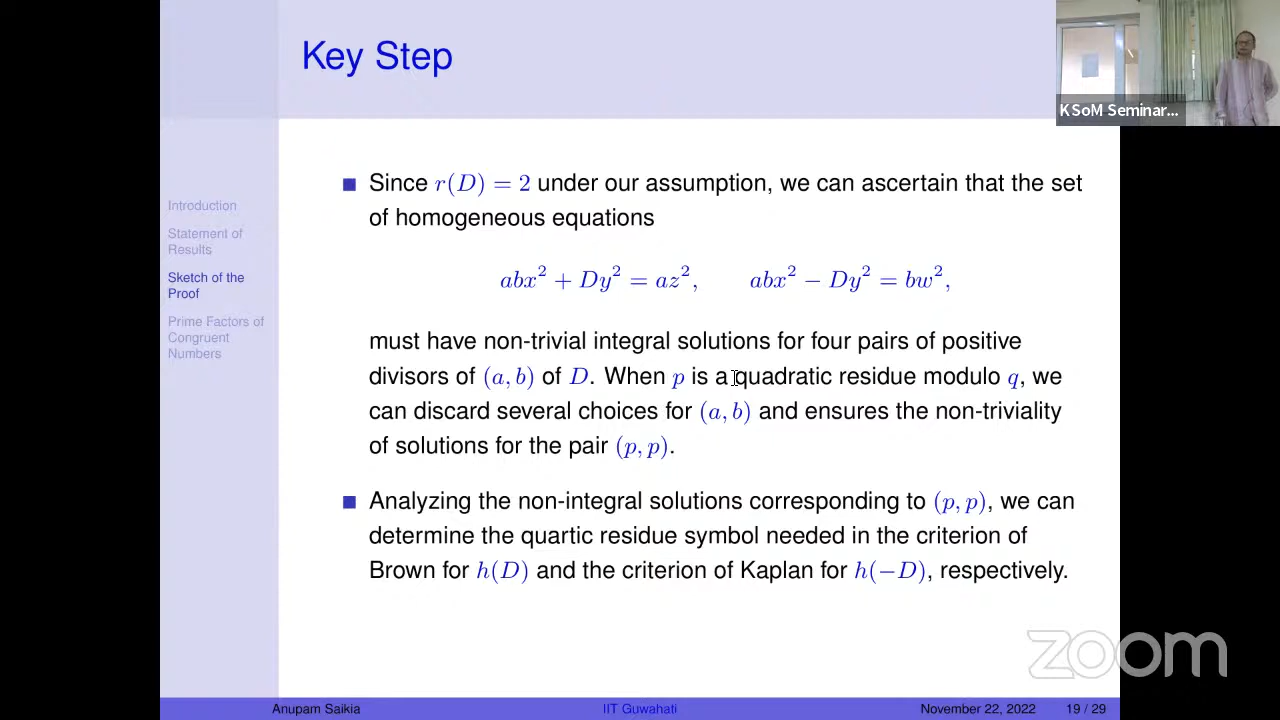 Key Step
KSoM Seminar...
Since r(D) = 2 under our assumption, we can ascertain that the set
of homogeneous equations
abx² + Dy² = az², abx² − Dy² = bw²,
must have non-trivial integral solutions for four pairs of positive
divisors of (a, b) of D. When p is a quadratic residue modulo q, we
can discard several choices for (a, b) and ensures the non-triviality
of solutions for the pair (p, p).
Analyzing the non-integral solutions corresponding to (p, p), we can
determine the quartic residue symbol needed in the criterion of
Brown for h(D) and the criterion of Kaplan for h(−D), respectively.
Introduction
Statement of
Results
Sketch of the
Proof
Prime Factors of
Congruent
Numbers
zoom
Anupam Saikia IIT Guwahati November 22, 2022 19 / 29